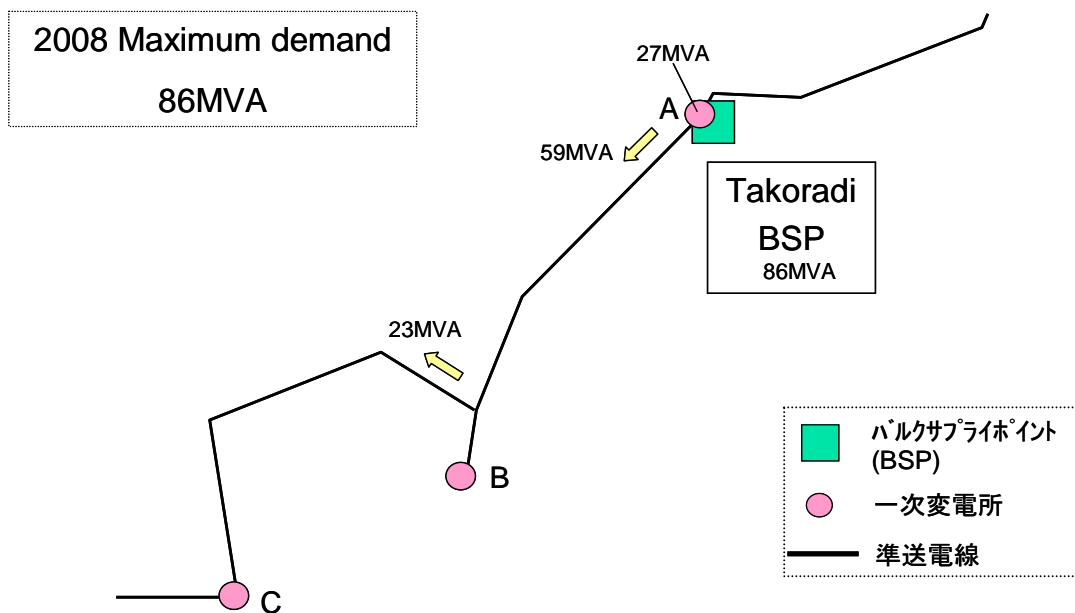 2008 Maximum demand
86MVA
27MVA
A
59MVA
Takoradi
BSP
86MVA
23MVA
B
C
ﾊﾞﾙｸｻﾌﾟﾗｲﾎﾟｲﾝﾄ
(BSP)
一次変電所
準送電線